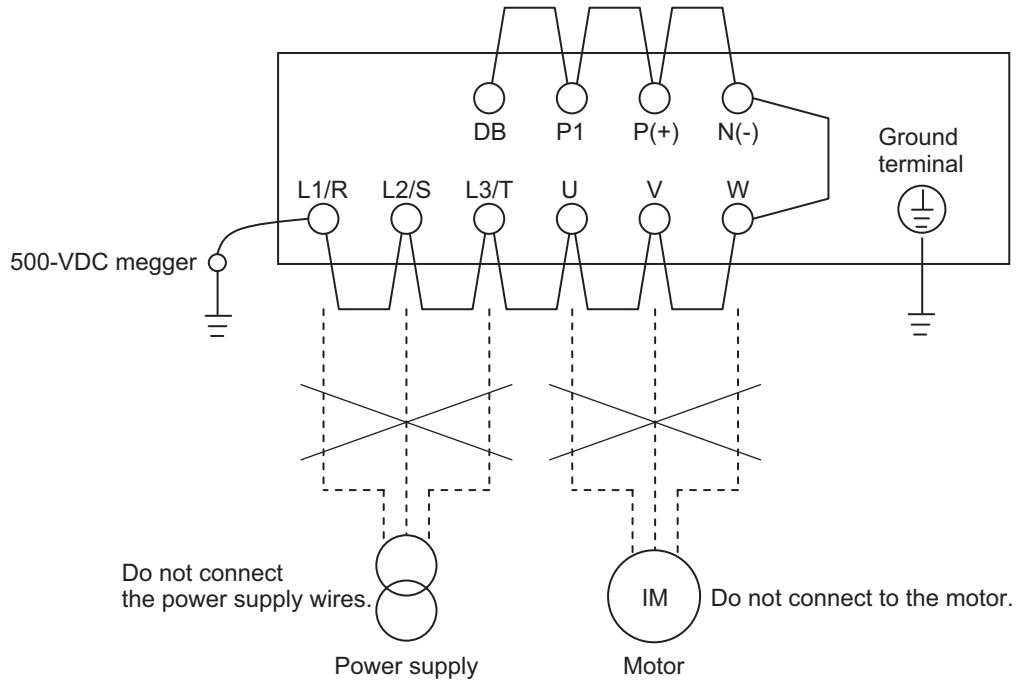 DB P1 P(+) N(-)
Ground
terminal
L1/R L2/S L3/T U V W
500-VDC megger
Do not connect
the power supply wires.
IM
Do not connect to the motor.
Power supply
Motor